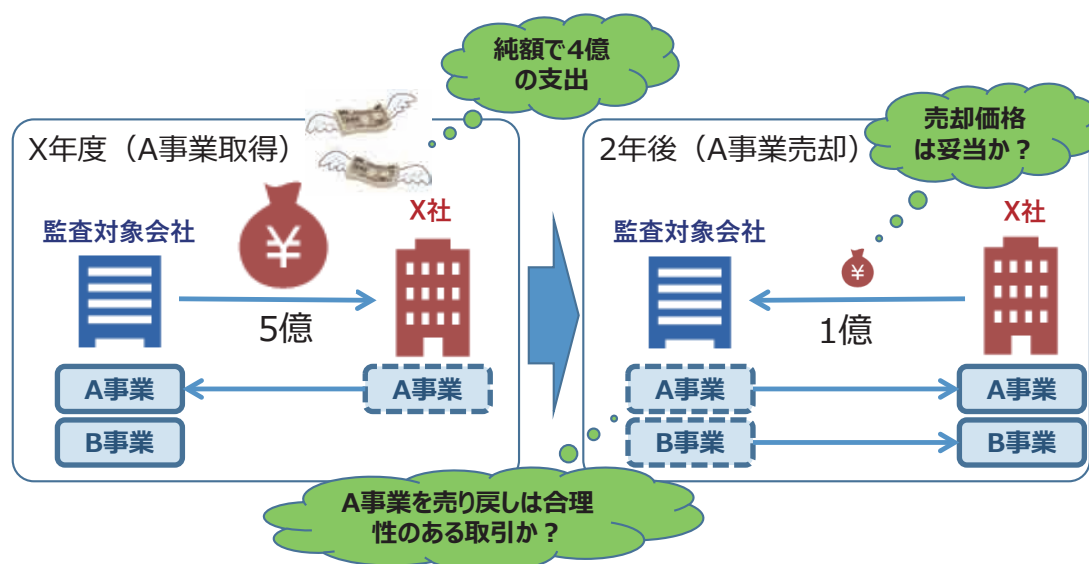 純額で4億
の支出
X年度（A事業取得）
監査対象会社
X社
¥
5億
A事業
A事業
B事業
2年後（A事業売却）
売却価格
は妥当か？
監査対象会社
X社
¥
1億
A事業
A事業
B事業
B事業
A事業を売り戻しは合理
性のある取引か？